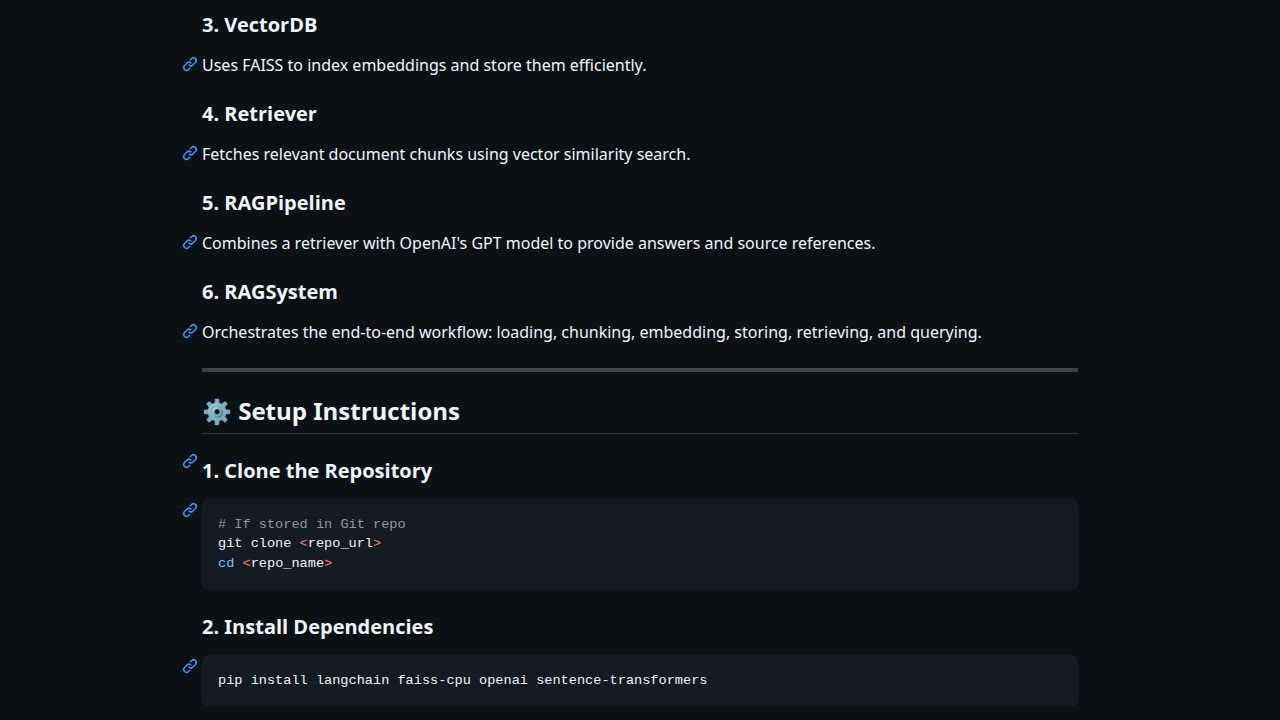 3. VectorDB
Uses FAISS to index embeddings and store them efficiently.
4. Retriever
Fetches relevant document chunks using vector similarity search.
5. RAGPipeline
Combines a retriever with OpenAI's GPT model to provide answers and source references.
6. RAGSystem
Orchestrates the end-to-end workflow: loading, chunking, embedding, storing, retrieving, and querying.
⚙️ Setup Instructions
1. Clone the Repository
# If stored in Git repo
git clone <repo_url>
cd <repo_name>
2. Install Dependencies
pip install langchain faiss-cpu openai sentence-transformers